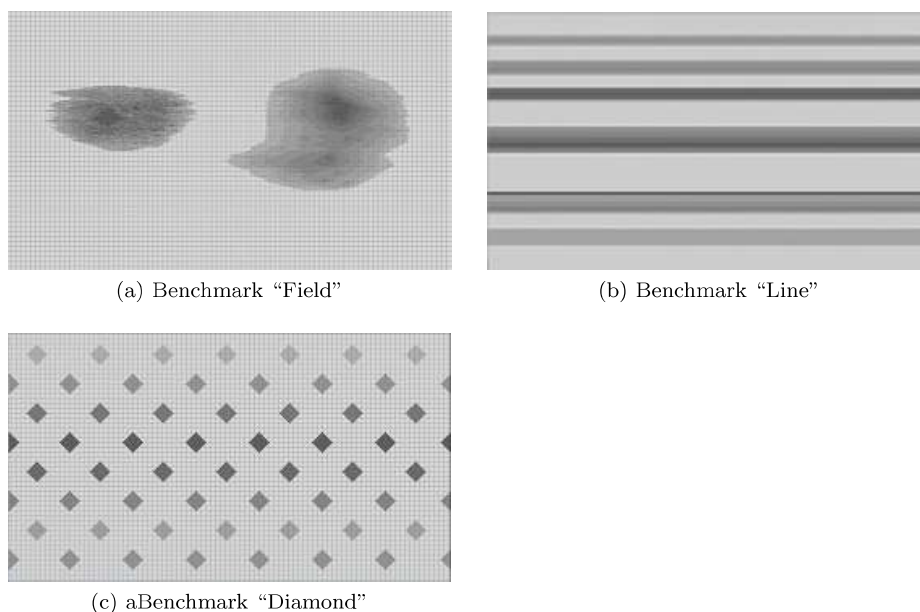 (a) Benchmark “Field”
(b) Benchmark “Line”
(c) aBenchmark “Diamond”